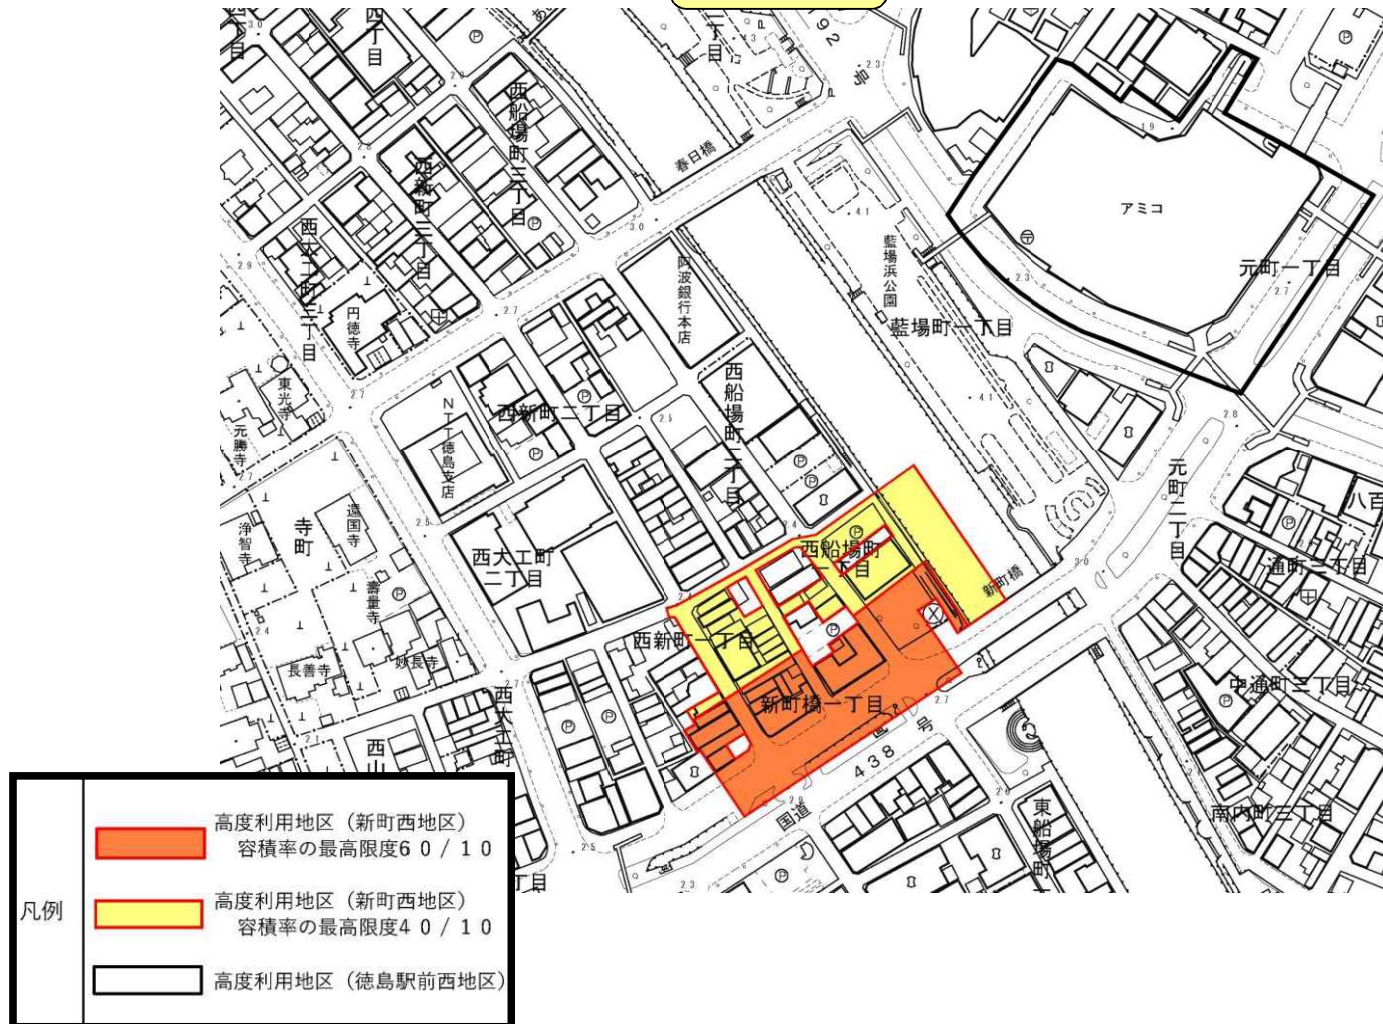 春日橋
西船場町三丁目
西新町三丁目
西大工町三丁目
円徳寺
東光寺
元勝寺
浄智寺
寺町
還国寺
壽量寺
長善寺
妙長寺
NTT徳島支店
西新町二丁目
阿波銀行本店
西船場町二丁目
西大工町
二丁目
藍場浜公園
藍場町一丁目
アミコ
元町一丁目
元町二丁目
西船場町
一丁目
新町橋
西新町一丁目
新町橋一丁目
国道
438号
通町三丁目
中通町三丁目
南内町三丁目
東船場町
西大工町
丁目
凡例
高度利用地区（新町西地区）
容積率の最高限度60/10
高度利用地区（新町西地区）
容積率の最高限度40/10
高度利用地区（徳島駅前西地区）